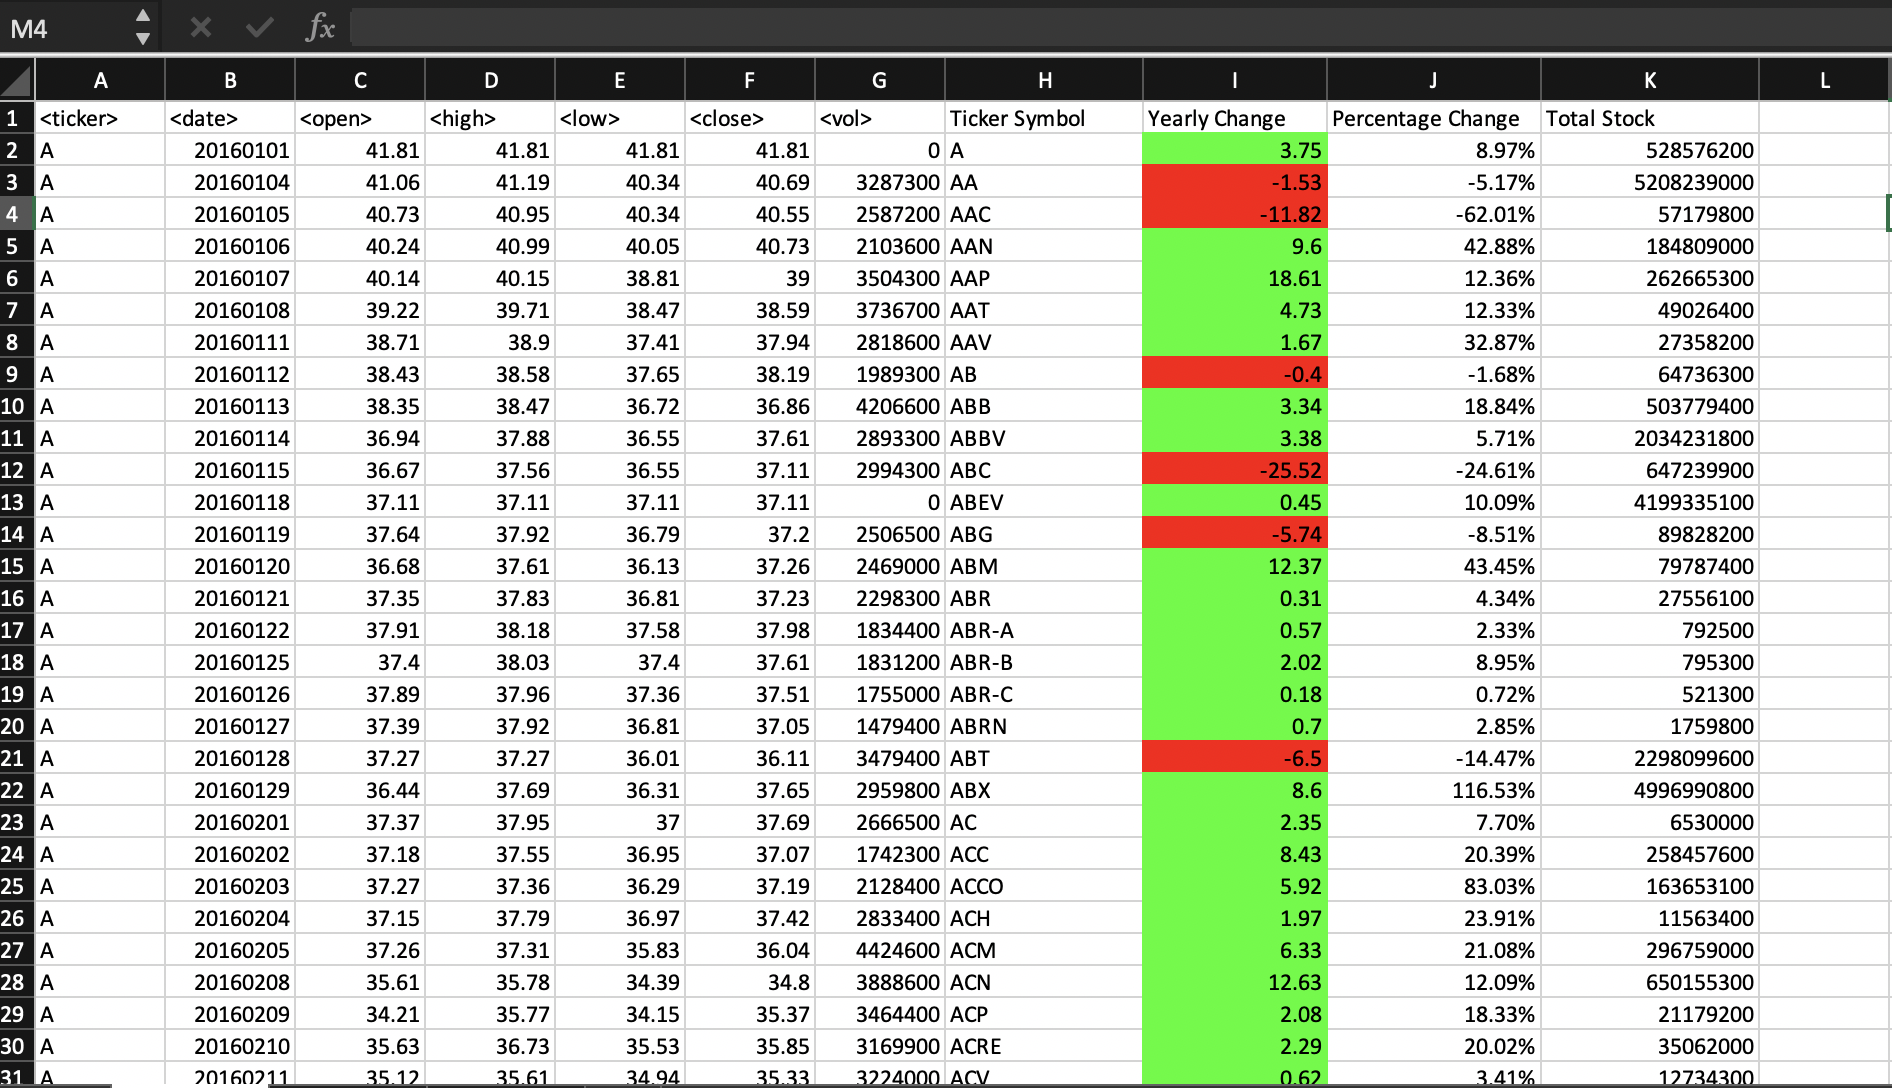 M4 fx
A B C D E F G H I J K L
1 <ticker> <date> <open> <high> <low> <close> <vol> Ticker Symbol Yearly Change Percentage Change Total Stock
2 A 20160101 41.81 41.81 41.81 41.81 0 A 3.75 8.97% 528576200
3 A 20160104 41.06 41.19 40.34 40.69 3287300 AA -1.53 -5.17% 5208239000
4 A 20160105 40.73 40.95 40.34 40.55 2587200 AAC -11.82 -62.01% 57179800
5 A 20160106 40.24 40.99 40.05 40.73 2103600 AAN 9.6 42.88% 184809000
6 A 20160107 40.14 40.15 38.81 39 3504300 AAP 18.61 12.36% 262665300
7 A 20160108 39.22 39.71 38.47 38.59 3736700 AAT 4.73 12.33% 49026400
8 A 20160111 38.71 38.9 37.41 37.94 2818600 AAV 1.67 32.87% 27358200
9 A 20160112 38.43 38.58 37.65 38.19 1989300 AB -0.4 -1.68% 64736300
10 A 20160113 38.35 38.47 36.72 36.86 4206600 ABB 3.34 18.84% 503779400
11 A 20160114 36.94 37.88 36.55 37.61 2893300 ABBV 3.38 5.71% 2034231800
12 A 20160115 36.67 37.56 36.55 37.11 2994300 ABC -25.52 -24.61% 647239900
13 A 20160118 37.11 37.11 37.11 37.11 0 ABEV 0.45 10.09% 4199335100
14 A 20160119 37.64 37.92 36.79 37.2 2506500 ABG -5.74 -8.51% 89828200
15 A 20160120 36.68 37.61 36.13 37.26 2469000 ABM 12.37 43.45% 79787400
16 A 20160121 37.35 37.83 36.81 37.23 2298300 ABR 0.31 4.34% 27556100
17 A 20160122 37.91 38.18 37.58 37.98 1834400 ABR-A 0.57 2.33% 792500
18 A 20160125 37.4 38.03 37.4 37.61 1831200 ABR-B 2.02 8.95% 795300
19 A 20160126 37.89 37.96 37.36 37.51 1755000 ABR-C 0.18 0.72% 521300
20 A 20160127 37.39 37.92 36.81 37.05 1479400 ABRN 0.7 2.85% 1759800
21 A 20160128 37.27 37.27 36.01 36.11 3479400 ABT -6.5 -14.47% 2298099600
22 A 20160129 36.44 37.69 36.31 37.65 2959800 ABX 8.6 116.53% 4996990800
23 A 20160201 37.37 37.95 37 37.69 2666500 AC 2.35 7.70% 6530000
24 A 20160202 37.18 37.55 36.95 37.07 1742300 ACC 8.43 20.39% 258457600
25 A 20160203 37.27 37.36 36.29 37.19 2128400 ACCO 5.92 83.03% 163653100
26 A 20160204 37.15 37.79 36.97 37.42 2833400 ACH 1.97 23.91% 11563400
27 A 20160205 37.26 37.31 35.83 36.04 4424600 ACM 6.33 21.08% 296759000
28 A 20160208 35.61 35.78 34.39 34.8 3888600 ACN 12.63 12.09% 650155300
29 A 20160209 34.21 35.77 34.15 35.37 3464400 ACP 2.08 18.33% 21179200
30 A 20160210 35.63 36.73 35.53 35.85 3169900 ACRE 2.29 20.02% 35062000
31 A 20160211 35.12 35.61 34.94 35.33 3224000 ACV 0.62 3.41% 12734300